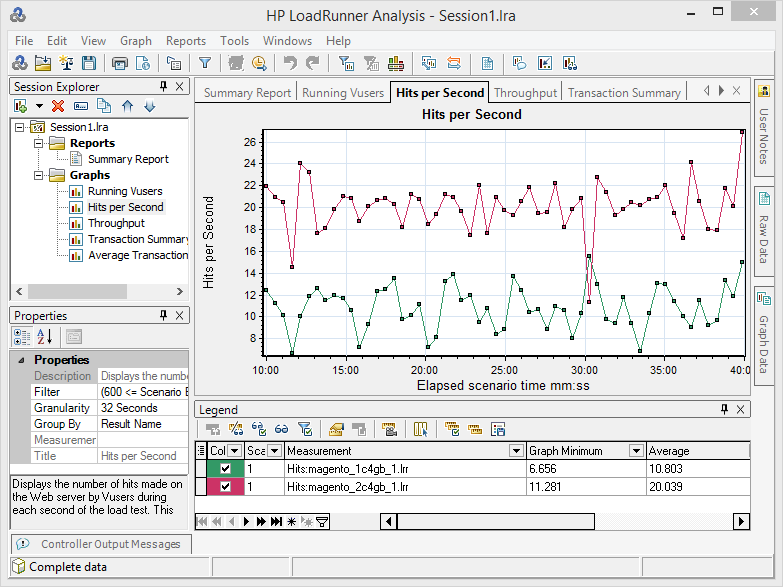 HP LoadRunner Analysis - Session1.lra
File Edit View Graph Reports Tools Windows Help
Session Explorer
Session1.lra
Reports
Summary Report
Graphs
Running Vusers
Hits per Second
Throughput
Transaction Summary
Average Transaction
Properties
Properties
Description Displays the numbe
Filter (600 <= Scenario E
Granularity 32 Seconds
Group By Result Name
Measuremer
Title Hits per Second
Displays the number of hits made on
the Web server by Vusers during
each second of the load test. This
Summary Report Running Vusers Hits per Second Throughput Transaction Summary
Hits per Second
Hits per Second
26
24
22
20
18
16
14
12
10
8
10:00 15:00 20:00 25:00 30:00 35:00 40:0
Elapsed scenario time mm:ss
Legend
Col Sca Measurement Graph Minimum Average
1 Hits:magento_1c4gb_1.lrr 6.656 10.803
1 Hits:magento_2c4gb_1.lrr 11.281 20.039
User Notes
Raw Data
Graph Data
Controller Output Messages
Complete data